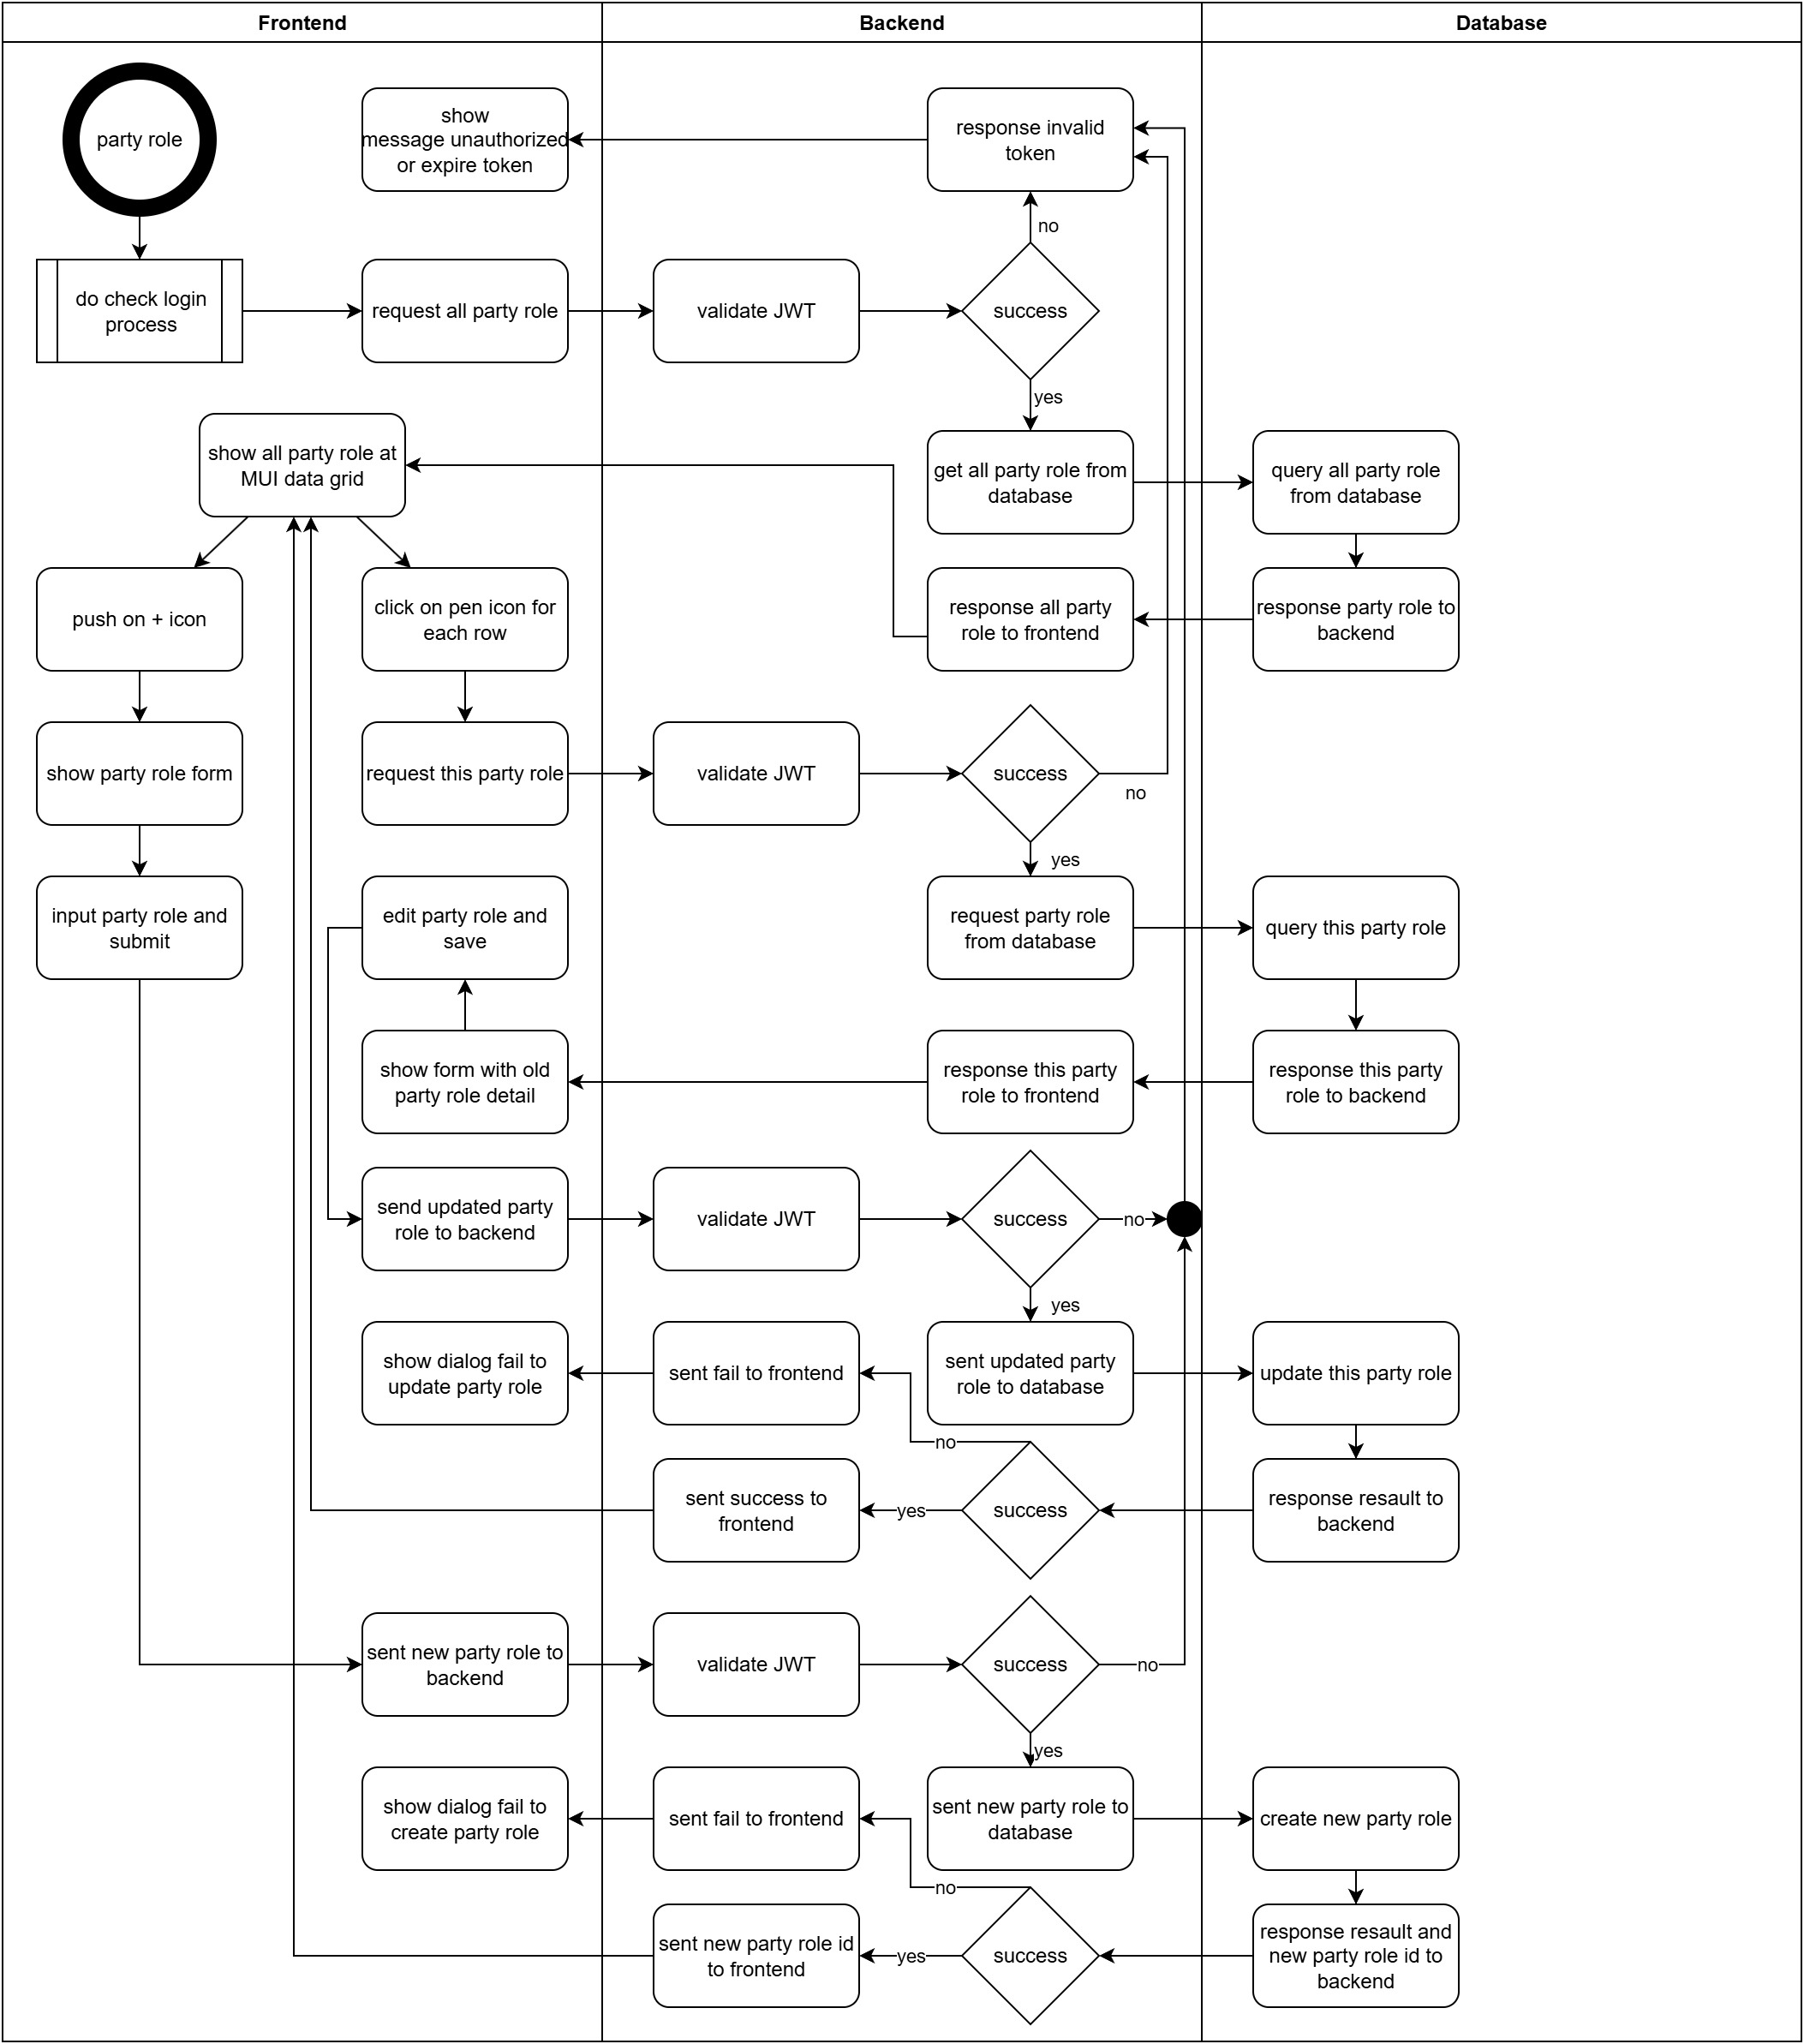 Frontend
Backend
Database
party role
show
message unauthorized
or expire token
response invalid
token
no
do check login
process
request all party role
validate JWT
success
yes
show all party role at
MUI data grid
get all party role from
database
query all party role
from database
push on + icon
click on pen icon for
each row
response all party
role to frontend
response party role to
backend
show party role form
request this party role
validate JWT
success
no
yes
input party role and
submit
edit party role and
save
request party role
from database
query this party role
show form with old
party role detail
response this party
role to frontend
response this party
role to backend
send updated party
role to backend
validate JWT
success
no
yes
show dialog fail to
update party role
sent fail to frontend
sent updated party
role to database
update this party role
no
sent success to
frontend
yes
success
response resault to
backend
sent new party role to
backend
validate JWT
success
no
yes
show dialog fail to
create party role
sent fail to frontend
sent new party role to
database
create new party role
no
sent new party role id
to frontend
yes
success
response resault and
new party role id to
backend